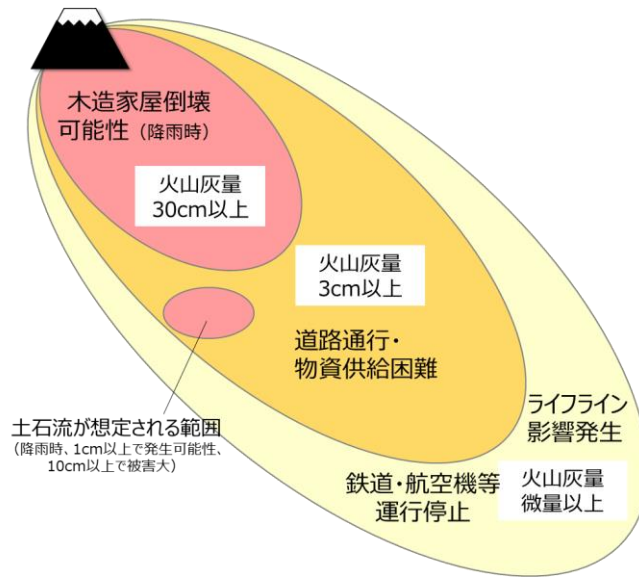 木造家屋倒壊
可能性（降雨時）
火山灰量
30cm以上
火山灰量
3cm以上
道路通行・
物資供給困難
土石流が想定される範囲
（降雨時、1cm以上で発生可能性、
10cm以上で被害大）
ライフライン
影響発生
鉄道・航空機等
運行停止
火山灰量
微量以上